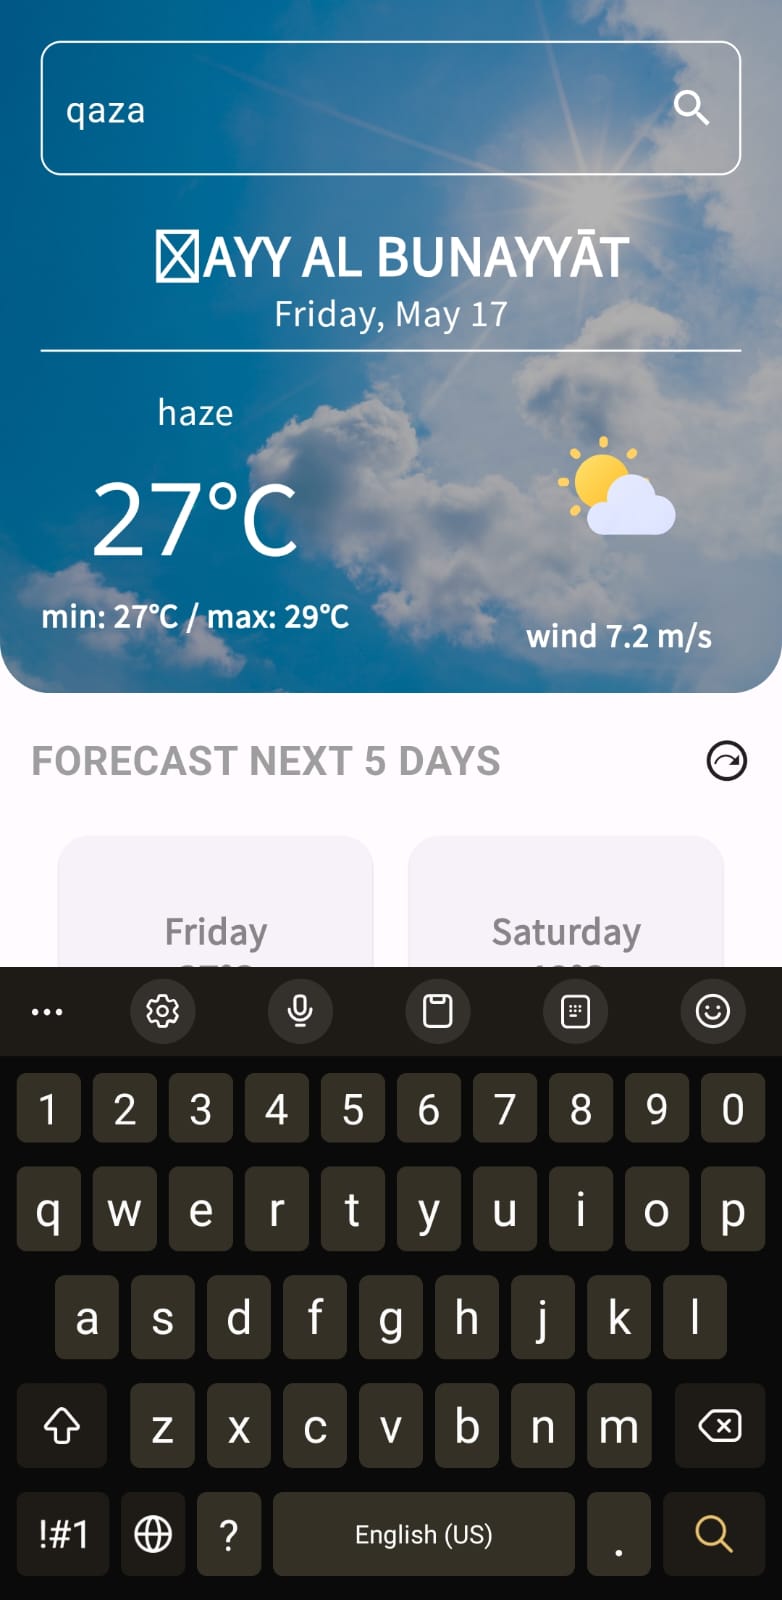 qaza
AYY AL BUNAYYĀT
Friday, May 17
haze
27°C
min: 27°C / max: 29°C
wind 7.2 m/s
FORECAST NEXT 5 DAYS
Friday
Saturday
1 2 3 4 5 6 7 8 9 0
q w e r t y u i o p
a s d f g h j k l
z x c v b n m
!#1 ? English (US) .